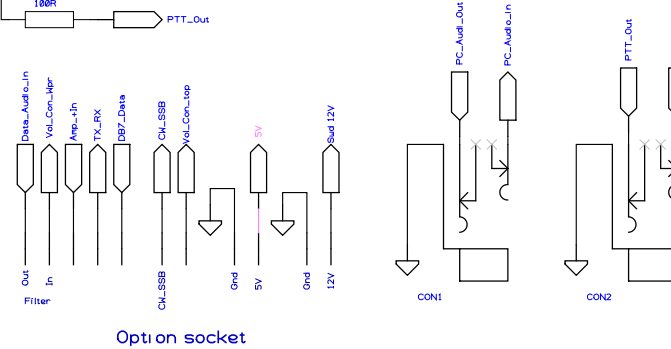 100R
PTT_Out
PC_Audio_Out
PC_Audio_In
PTT_Out
Data_Audio_In
Vol_Con_Wpr
Amp_+In
TX_RX
DB7_Data
CW_SSB
Vol_Con_top
5V
Swd 12V
Out
In
CW_SSB
Gnd
5V
Gnd
12V
Filter
CON1
CON2
Option socket